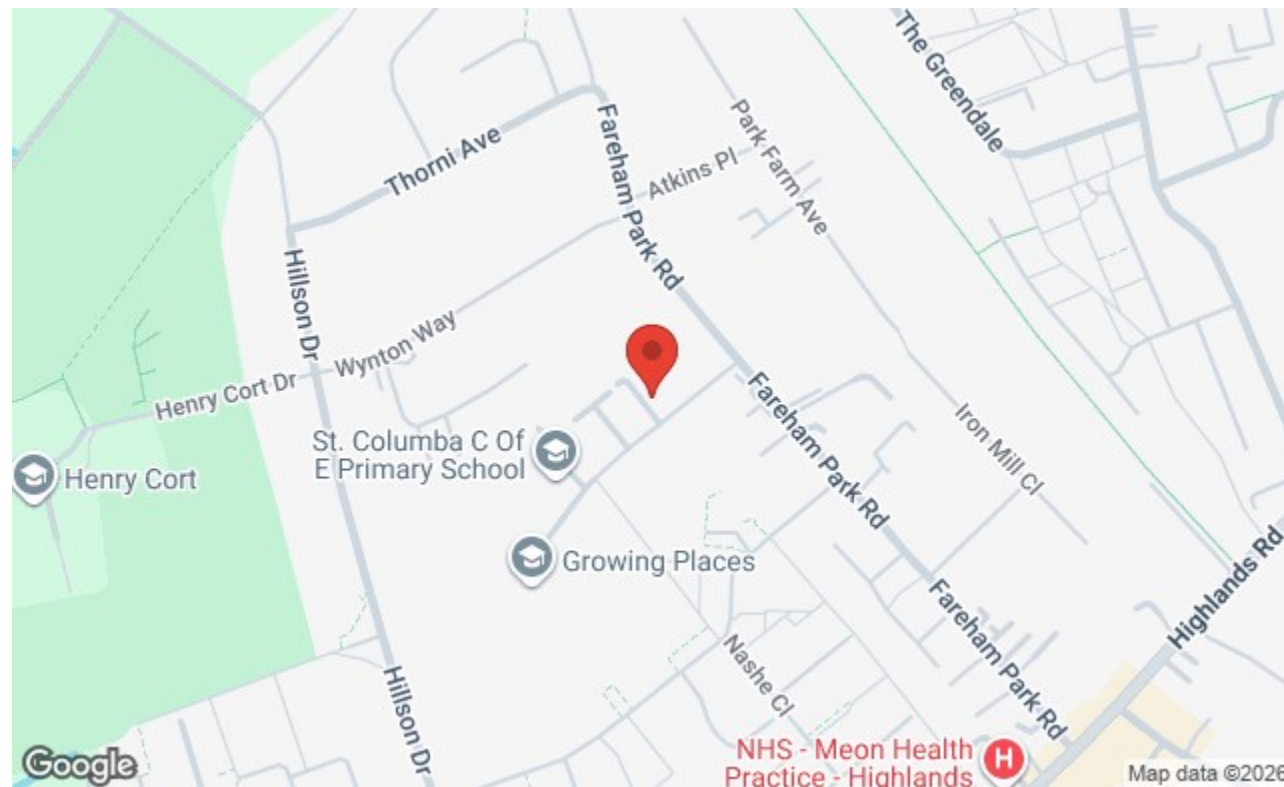 The Greendale
Park Farm Ave
Thorni Ave
Fareham Park Rd
Atkins Pl
Hillson Dr
Wynton Way
Henry Cort Dr
Fareham Park Rd
Iron Mill Cl
St. Columba C Of
E Primary School
Henry Cort
Growing Places
Highlands Rd
Fareham Park Rd
Nashe Cl
Hillson Dr
NHS - Meon Health
Practice - Highlands
H
Google
Map data ©2026